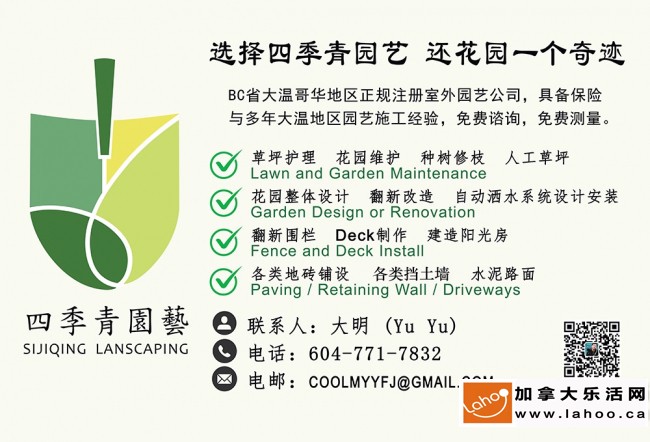 选择四季青园艺 还花园一个奇迹
BC省大温哥华地区正规注册室外园艺公司，具备保险
与多年大温地区园艺施工经验，免费谘询，免费测量。
草坪护理 花园维护 种树修枝 人工草坪
Lawn and Garden Maintenance
花园整体设计 翻新改造 自动洒水系统设计安装
Garden Design or Renovation
翻新围栏 Deck制作 建造阳光房
Fence and Deck Install
各类地砖铺设 各类挡土墙 水泥路面
Paving / Retaining Wall / Driveways
四季青園藝
SIJIQING LANSCAPING
联系人：大明 (Yu Yu)
电话：604-771-7832
电邮：COOLMYYFJ@GMAIL.COM
Lahoo
加拿大乐活网
www.lahoo.ca